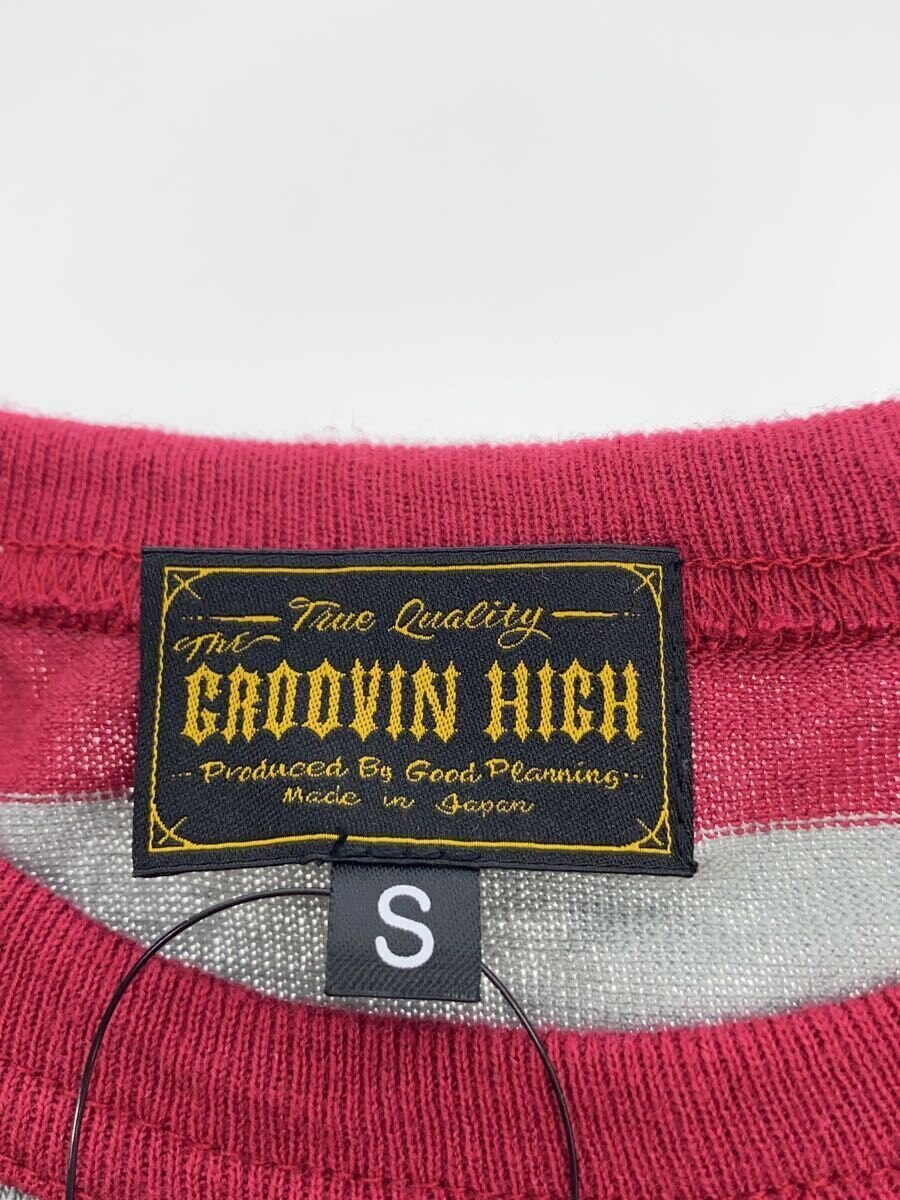 True Quality
The
GROOVIN HIGH
Produced By Good Planning
Made in Japan
S